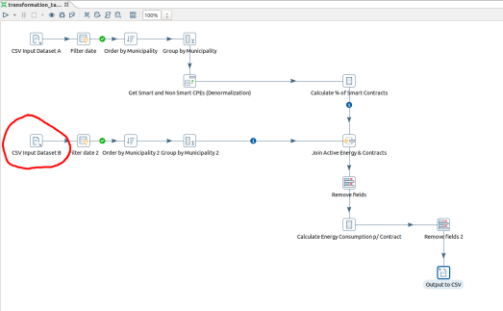 transformation_ta...
100%
CSV Input Dataset A
Filter date
Order by Municipality
Group by Municipality
Get Smart and Non Smart CPEs (Denormalization)
Calculate % of Smart Contracts
CSV Input Dataset B
Filter date 2
Order by Municipality 2
Group by Municipality 2
Join Active Energy & Contracts
Remove fields
Calculate Energy Consumption p/ Contract
Remove fields 2
Output to CSV